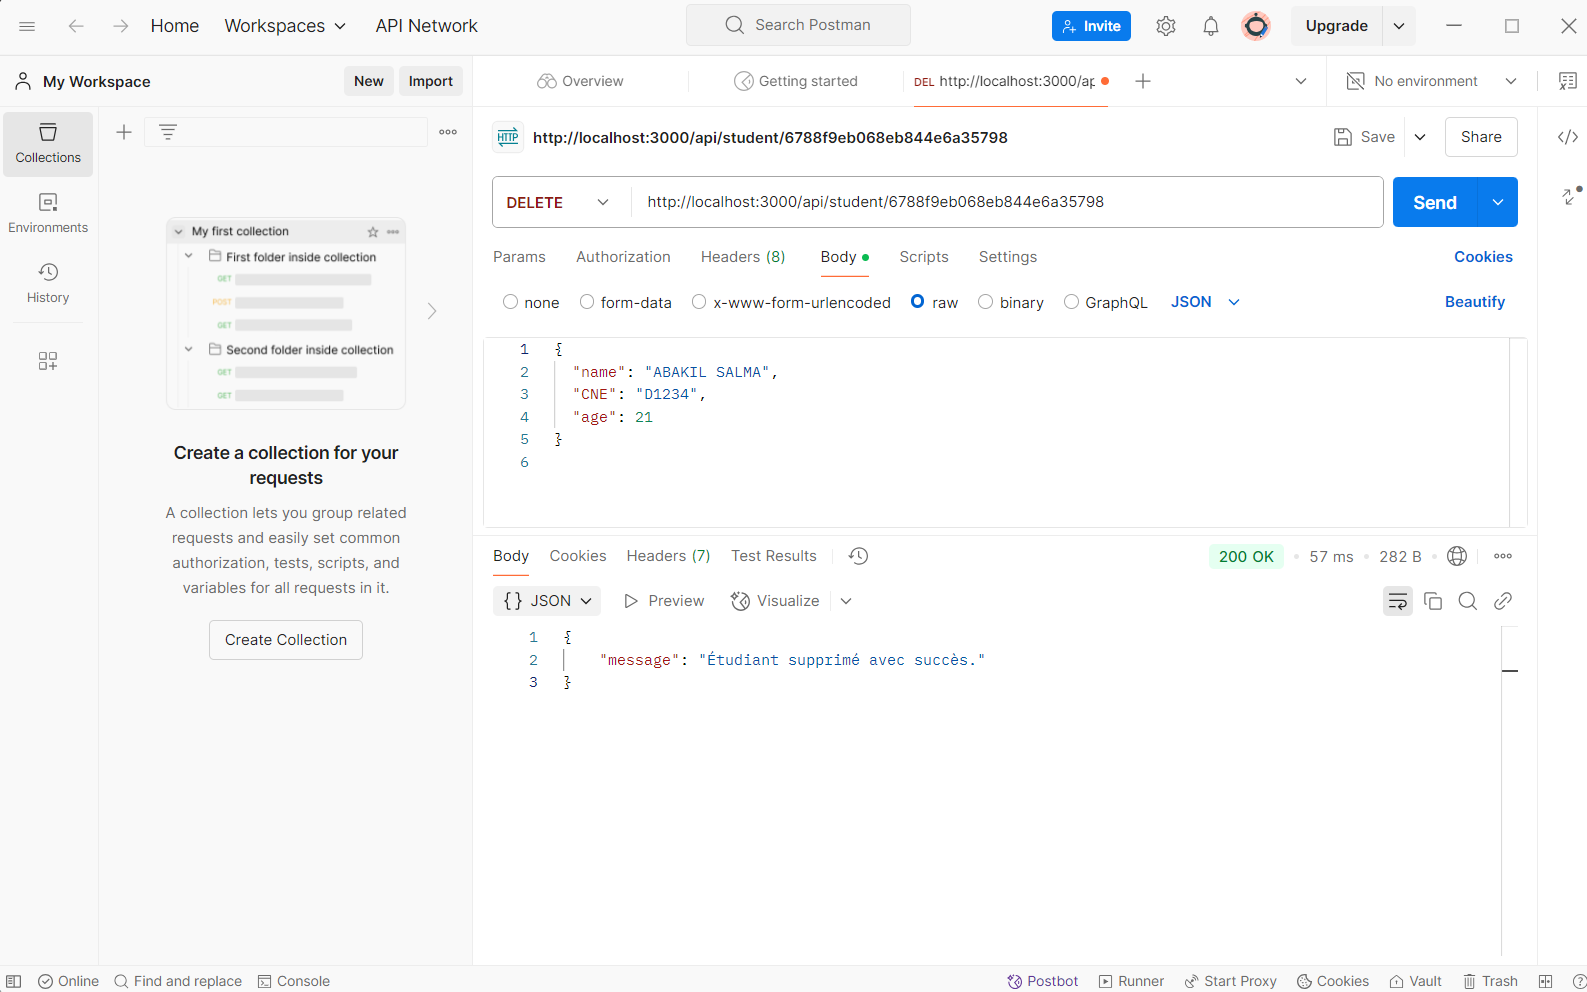 Home Workspaces API Network Search Postman Invite Upgrade
My Workspace New Import Overview Getting started DEL http://localhost:3000/ap No environment
Collections
Environments
History
My first collection
First folder inside collection
GET
POST
GET
Second folder inside collection
GET
GET
Create a collection for your
requests
A collection lets you group related
requests and easily set common
authorization, tests, scripts, and
variables for all requests in it.
Create Collection
HTTP http://localhost:3000/api/student/6788f9eb068eb844e6a35798 Save Share
DELETE http://localhost:3000/api/student/6788f9eb068eb844e6a35798 Send
Params Authorization Headers (8) Body Scripts Settings Cookies
none form-data x-www-form-urlencoded raw binary GraphQL JSON Beautify
1 {
2 "name": "ABAKIL SALMA",
3 "CNE": "D1234",
4 "age": 21
5 }
6
Body Cookies Headers (7) Test Results 200 OK 57 ms 282 B
{} JSON Preview Visualize
1 {
2 "message": "Étudiant supprimé avec succès."
3 }
Online Find and replace Console Postbot Runner Start Proxy Cookies Vault Trash